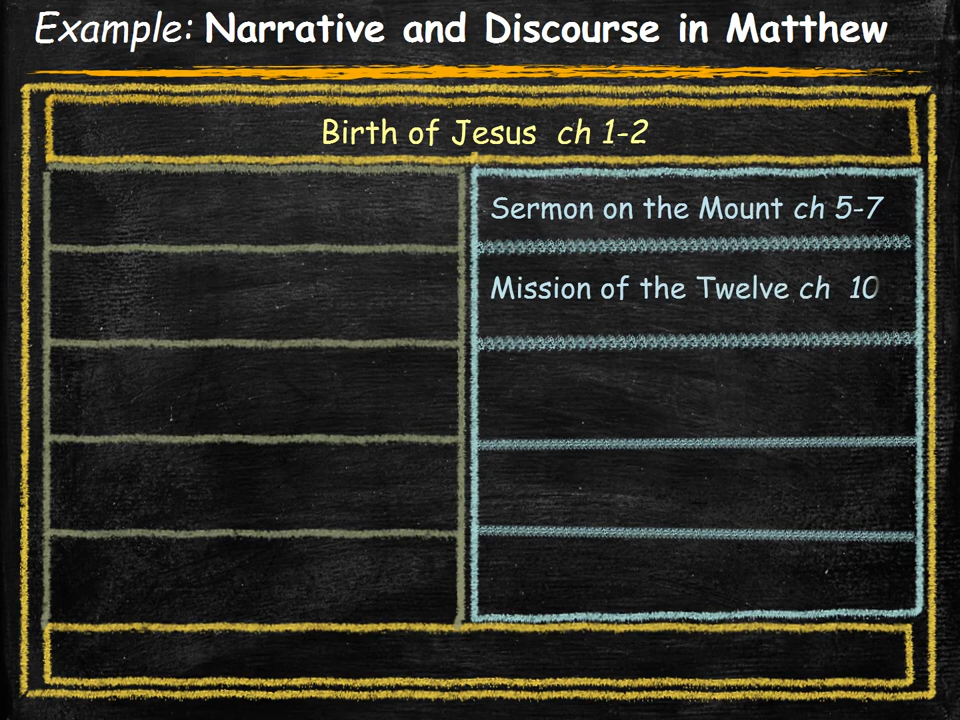 Example: Narrative and Discourse in Matthew
Birth of Jesus ch 1-2
Sermon on the Mount ch 5-7
Mission of the Twelve ch 10